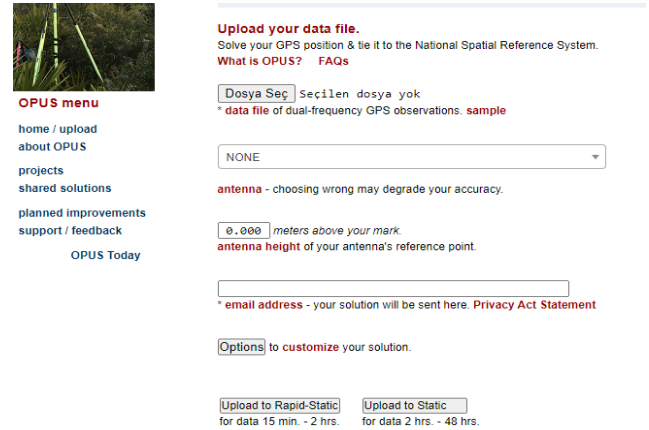 OPUS menu
home / upload
about OPUS
projects
shared solutions
planned improvements
support / feedback
OPUS Today
Upload your data file.
Solve your GPS position & tie it to the National Spatial Reference System.
What is OPUS? FAQs
Dosya Seç Seçilen dosya yok
* data file of dual-frequency GPS observations. sample
NONE
antenna - choosing wrong may degrade your accuracy.
0.000 meters above your mark.
antenna height of your antenna's reference point.
* email address - your solution will be sent here. Privacy Act Statement
Options to customize your solution.
Upload to Rapid-Static Upload to Static
for data 15 min. - 2 hrs. for data 2 hrs. - 48 hrs.